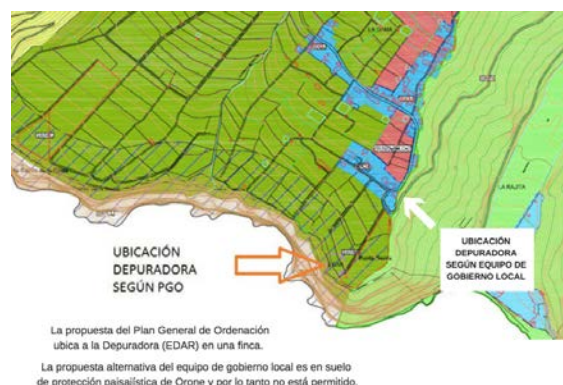 LA RAJITA
UBICACIÓN
DEPURADORA
SEGÚN PGO
UBICACIÓN
DEPURADORA
SEGÚN EQUIPO DE
GOBIERNO LOCAL
La propuesta del Plan General de Ordenación
ubica a la Depuradora (EDAR) en una finca.
La propuesta alternativa del equipo de gobierno local es en suelo
de protección paisajística de Orone y por lo tanto no está permitido.